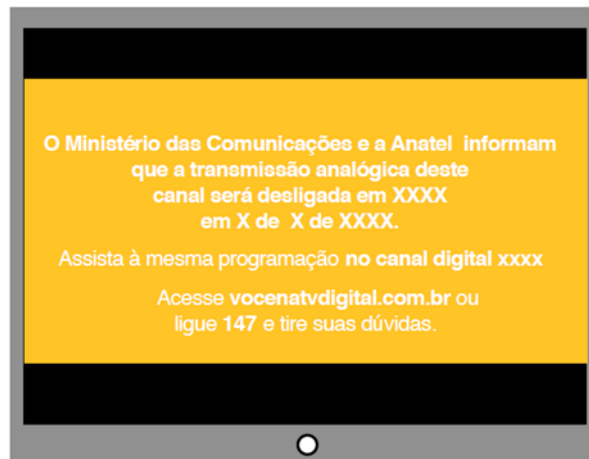 O Ministério das Comunicações e a Anatel informam
que a transmissão analógica deste
canal será desligada em XXXX
em X de X de XXXX.
Assista à mesma programação no canal digital xxxx
Acesse vocenatvdigital.com.br ou
ligue 147 e tire suas dúvidas.